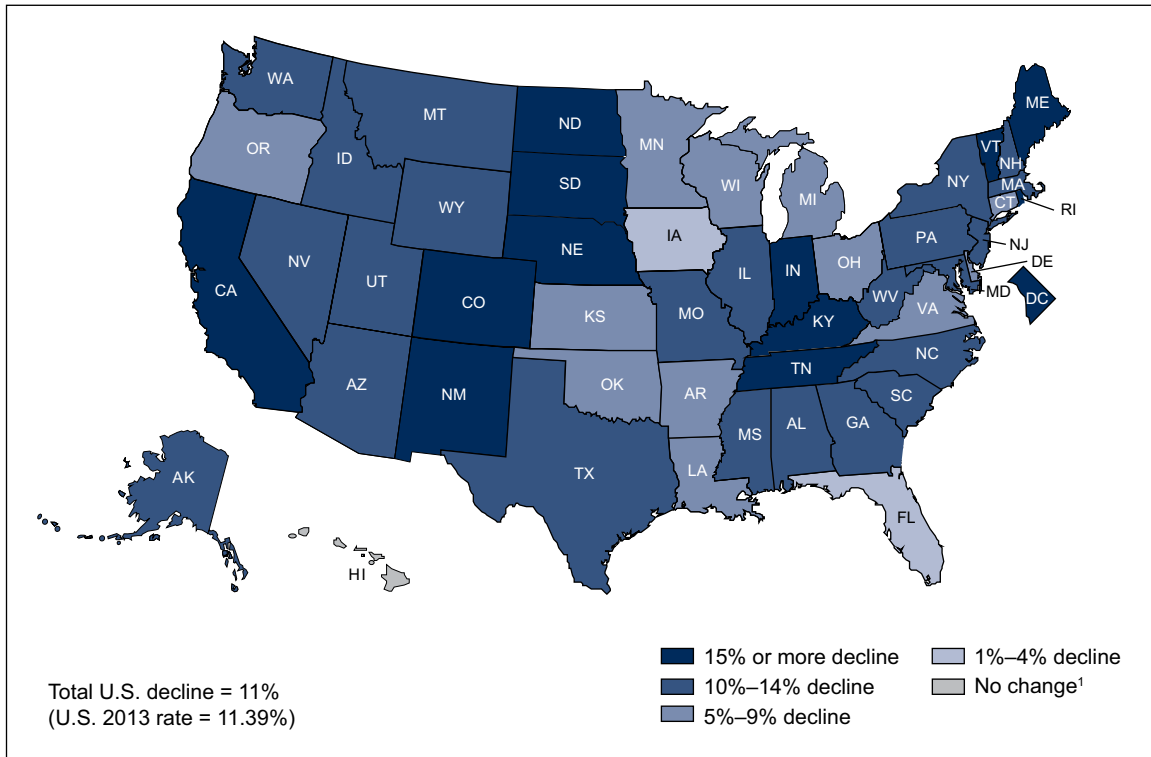 WA
MT
ND
MN
ME
VT
NH
OR
ID
SD
WI
MI
NY
MA
CT
RI
WY
IA
PA
NJ
NE
NV
UT
CO
IL
IN
OH
DE
MD
DC
CA
WV
VA
KS
MO
KY
NC
TN
AZ
NM
OK
AR
SC
MS
AL
GA
TX
LA
AK
FL
HI
15% or more decline
10%–14% decline
5%–9% decline
1%–4% decline
No change1
Total U.S. decline = 11%
(U.S. 2013 rate = 11.39%)